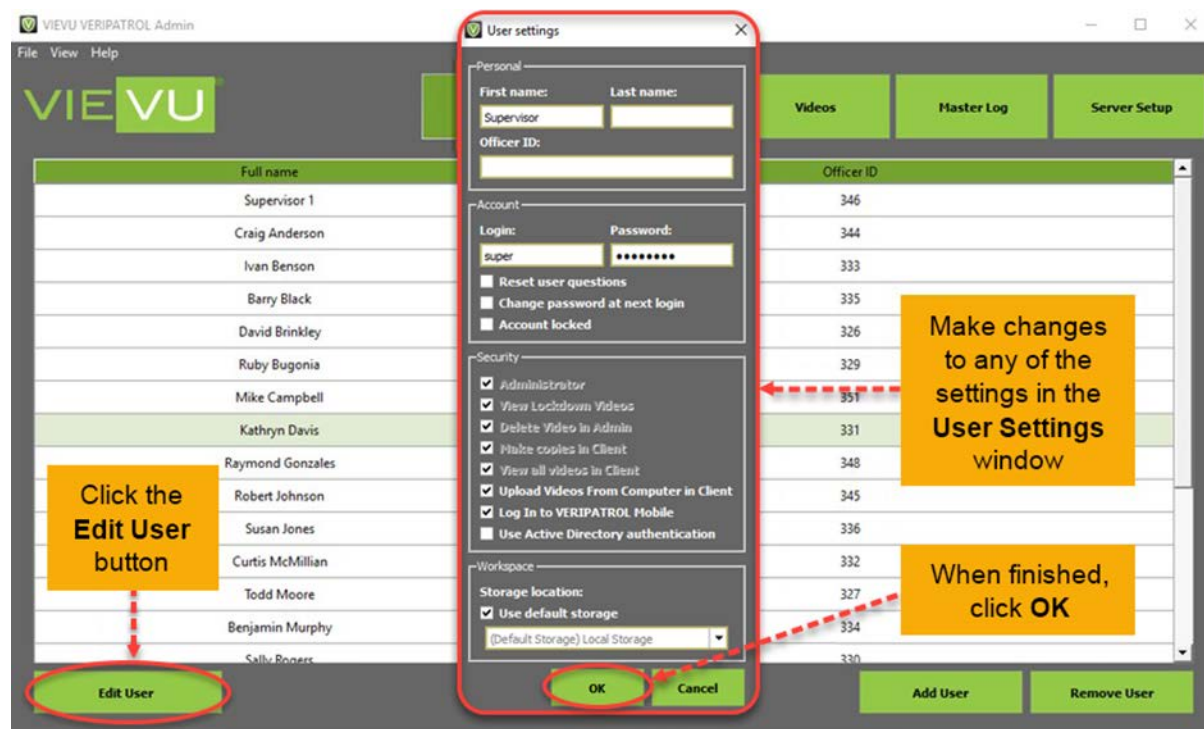 VIEVU VERIPATROL Admin
File View Help
VIEVU
Videos
Master Log
Server Setup
Full name
Officer ID
Supervisor 1 346
Craig Anderson 344
Ivan Benson 333
Barry Black 335
David Brinkley 326
Ruby Bugonia 329
Mike Campbell 351
Kathryn Davis 331
Raymond Gonzales 348
Robert Johnson 345
Susan Jones 336
Curtis McMillian 332
Todd Moore 327
Benjamin Murphy 334
Sally Rogers 330
Edit User
Add User
Remove User
User settings
Personal
First name: Last name:
Supervisor
Officer ID:
Account
Login: Password:
super ••••••••
Reset user questions
Change password at next login
Account locked
Security
Administrator
View Lockdown Videos
Delete Video in Admin
Make copies in Client
View all videos in Client
Upload Videos From Computer in Client
Log In to VERIPATROL Mobile
Use Active Directory authentication
Workspace
Storage location:
Use default storage
(Default Storage) Local Storage
OK
Cancel
Click the
Edit User
button
Make changes
to any of the
settings in the
User Settings
window
When finished,
click OK